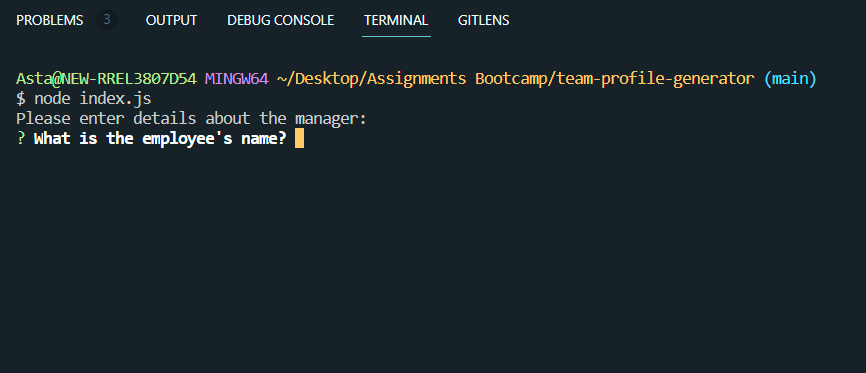 PROBLEMS 3 OUTPUT DEBUG CONSOLE TERMINAL GITLENS
Asta@NEW-RREL3807D54 MINGW64 ~/Desktop/Assignments Bootcamp/team-profile-generator (main)
$ node index.js
Please enter details about the manager:
? What is the employee's name?